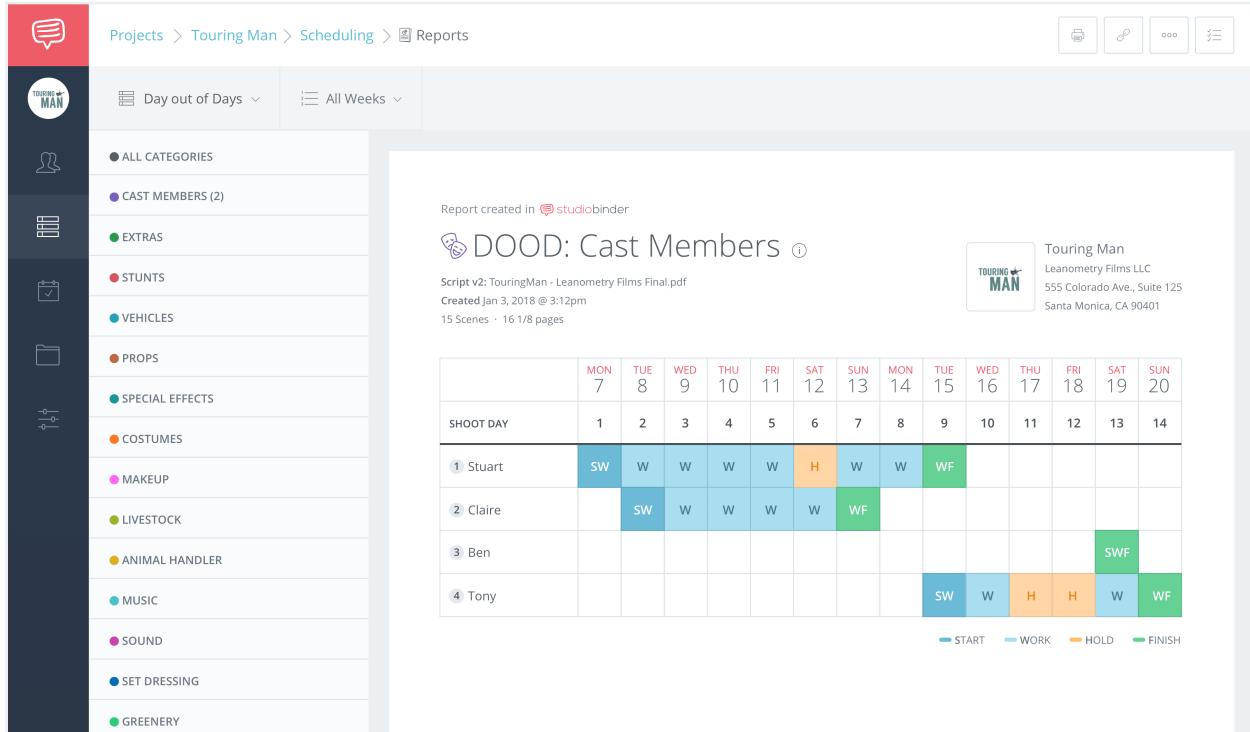 Projects > Touring Man > Scheduling > Reports
TOURING MAN
Day out of Days
All Weeks
ALL CATEGORIES
CAST MEMBERS (2)
EXTRAS
STUNTS
VEHICLES
PROPS
SPECIAL EFFECTS
COSTUMES
MAKEUP
LIVESTOCK
ANIMAL HANDLER
MUSIC
SOUND
SET DRESSING
GREENERY
Report created in studiobinder
DOOD: Cast Members
Script v2: TouringMan - Leanometry Films Final.pdf
Created Jan 3, 2018 @ 3:12pm
15 Scenes · 16 1/8 pages
TOURING
MAN
Touring Man
Leanometry Films LLC
555 Colorado Ave., Suite 125
Santa Monica, CA 90401
MON TUE WED THU FRI SAT SUN MON TUE WED THU FRI SAT SUN
7 8 9 10 11 12 13 14 15 16 17 18 19 20
SHOOT DAY 1 2 3 4 5 6 7 8 9 10 11 12 13 14
1 Stuart SW W W W W H W W WF
2 Claire SW W W W W WF
3 Ben SWF
4 Tony SW W H H W WF
START WORK HOLD FINISH